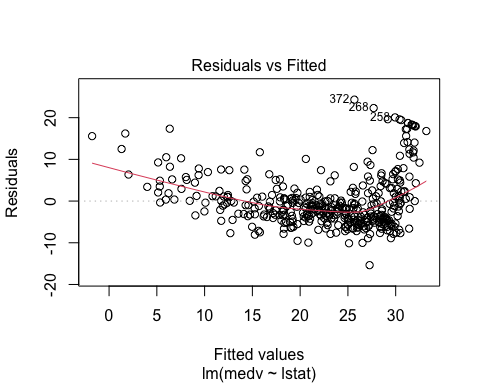 Residuals vs Fitted
372
268
258
Residuals
20
10
0
-10
-20
0 5 10 15 20 25 30
Fitted values
lm(medv ~ lstat)